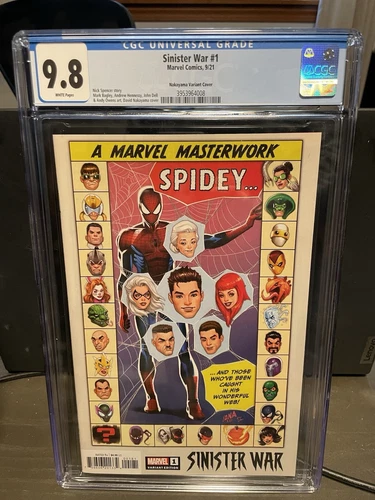 CGC UNIVERSAL GRADE
9.8
WHITE Pages
Sinister War #1
Marvel Comics, 9/21
Nakayama Variant Cover
3953964008
Nick Spencer story
Mark Bagley, Andrew Hennessy, John Dell
& Andy Owens art, David Nakayama cover
CGC
A MARVEL MASTERWORK
SPIDEY...
...AND THOSE
WHO'VE BEEN
CAUGHT
IN HIS
WONDERFUL
WEB!
?
MARVEL
1
VARIANT EDITION
SINISTER WAR